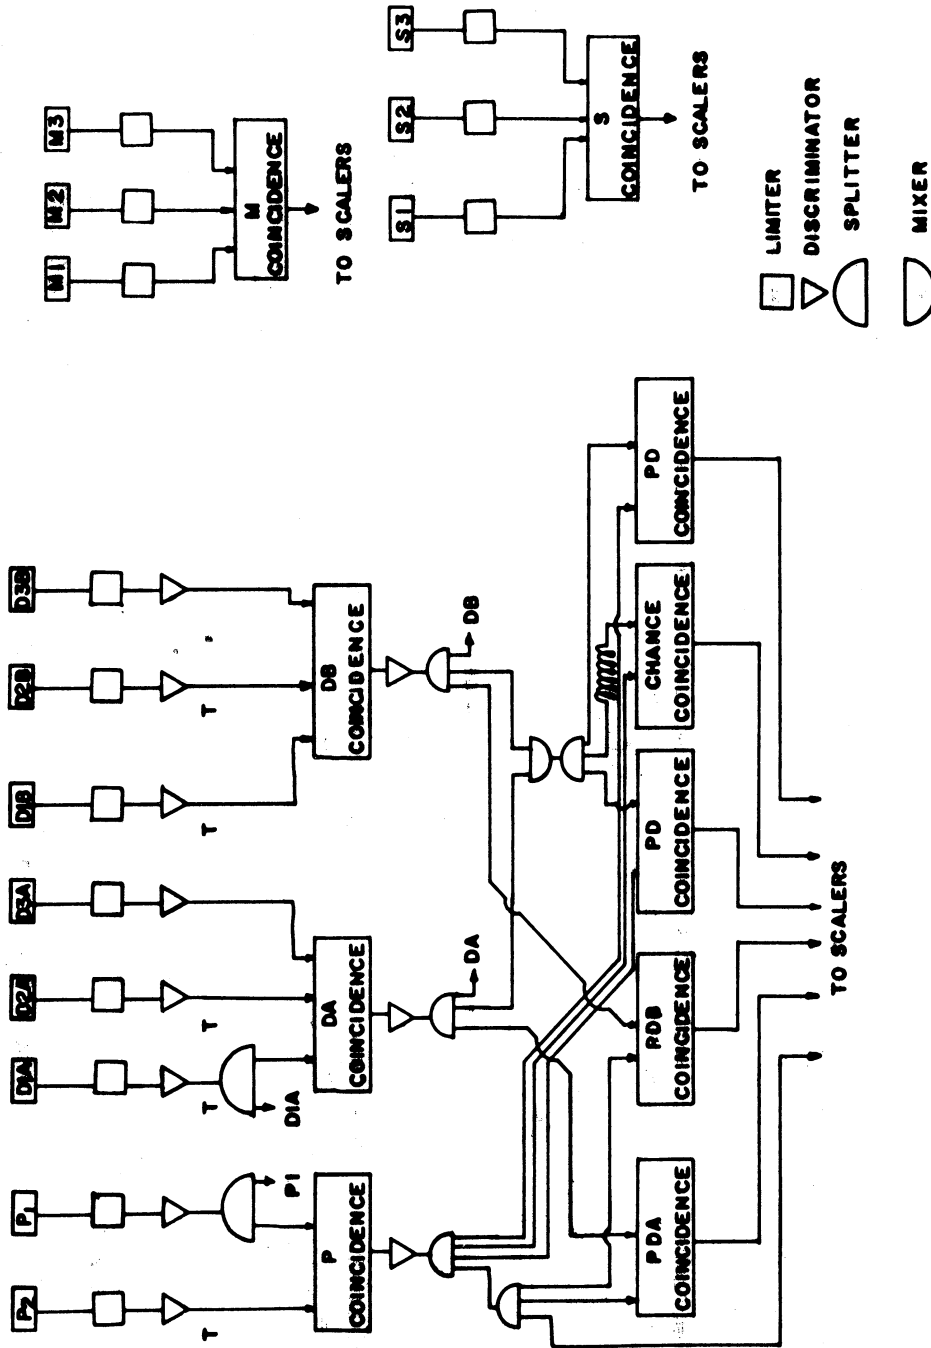 P2
P1
D1A
D2A
D3A
D1B
D2B
D3B
T
T
T
T
T
P1
D1A
P
COINCIDENCE
DA
COINCIDENCE
DB
COINCIDENCE
DA
DB
PDA
COINCIDENCE
RDB
COINCIDENCE
PD
COINCIDENCE
CHANCE
COINCIDENCE
PD
COINCIDENCE
TO SCALERS
M1
M2
M3
M
COINCIDENCE
TO SCALERS
S1
S2
S3
S
COINCIDENCE
TO SCALERS
LIMITER
DISCRIMINATOR
SPLITTER
MIXER